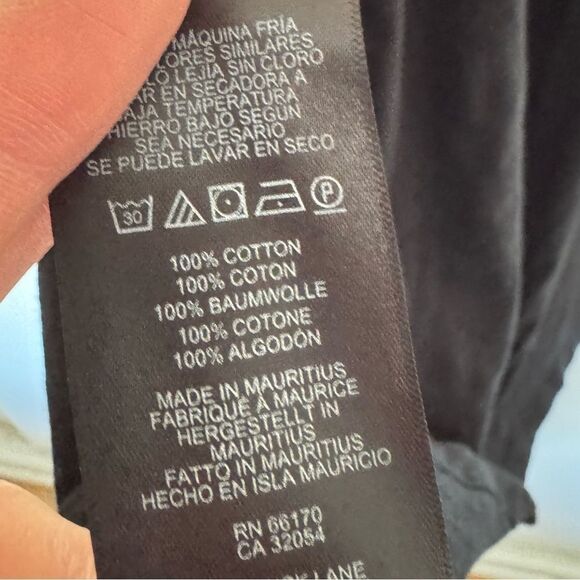 MÁQUINA FRÍA
SIMILARES
LEJÍA SIN CLORO
EN SECADORA A
TEMPERATURA
HIERRO BAJO SEGÚN
SEA NECESARIO
SE PUEDE LAVAR EN SECO
30 P
100% COTTON
100% COTON
100% BAUMWOLLE
100% COTONE
100% ALGODÓN
MADE IN MAURITIUS
FABRIQUÉ À MAURICE
HERGESTELLT IN
MAURITIUS
FATTO IN MAURITIUS
HECHO EN ISLA MAURICIO
RN 66170
CA 32054
LANE